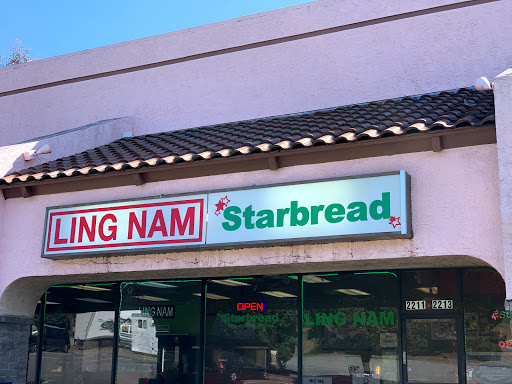 LING NAM Starbread
LING NAM
OPEN
Starbread
LING NAM
2211 - 2213